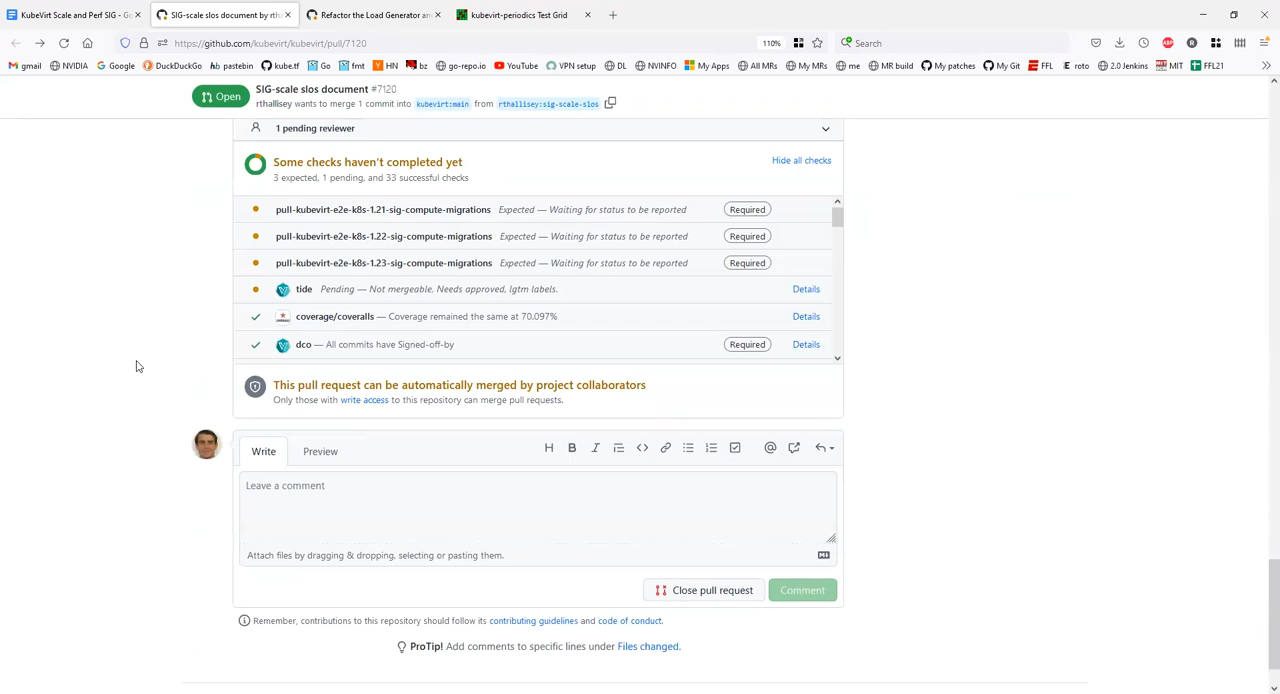 KubeVirt Scale and Perf SIG - Go
SIG-scale slos document by rtha
Refactor the Load Generator an
kubevirt-periodics Test Grid
https://github.com/kubevirt/kubevirt/pull/7120
110%
Search
gmail NVIDIA Google DuckDuckGo pastebin kube.tf Go fmt HN bz go-repo.io YouTube VPN setup DL NVINFO My Apps All MRs My MRs me MR build My patches My Git FFL roto 2.0 Jenkins MIT FFL21
Open
SIG-scale slos document #7120
rthallisey wants to merge 1 commit into kubevirt:main from rthallisey:sig-scale-slos
1 pending reviewer
Some checks haven't completed yet
Hide all checks
3 expected, 1 pending, and 33 successful checks
pull-kubevirt-e2e-k8s-1.21-sig-compute-migrations Expected — Waiting for status to be reported Required
pull-kubevirt-e2e-k8s-1.22-sig-compute-migrations Expected — Waiting for status to be reported Required
pull-kubevirt-e2e-k8s-1.23-sig-compute-migrations Expected — Waiting for status to be reported Required
tide Pending — Not mergeable. Needs approved, lgtm labels. Details
coverage/coveralls — Coverage remained the same at 70.097% Details
dco — All commits have Signed-off-by Required Details
This pull request can be automatically merged by project collaborators
Only those with write access to this repository can merge pull requests.
Write Preview
Leave a comment
Attach files by dragging & dropping, selecting or pasting them.
Close pull request Comment
Remember, contributions to this repository should follow its contributing guidelines and code of conduct.
ProTip! Add comments to specific lines under Files changed.